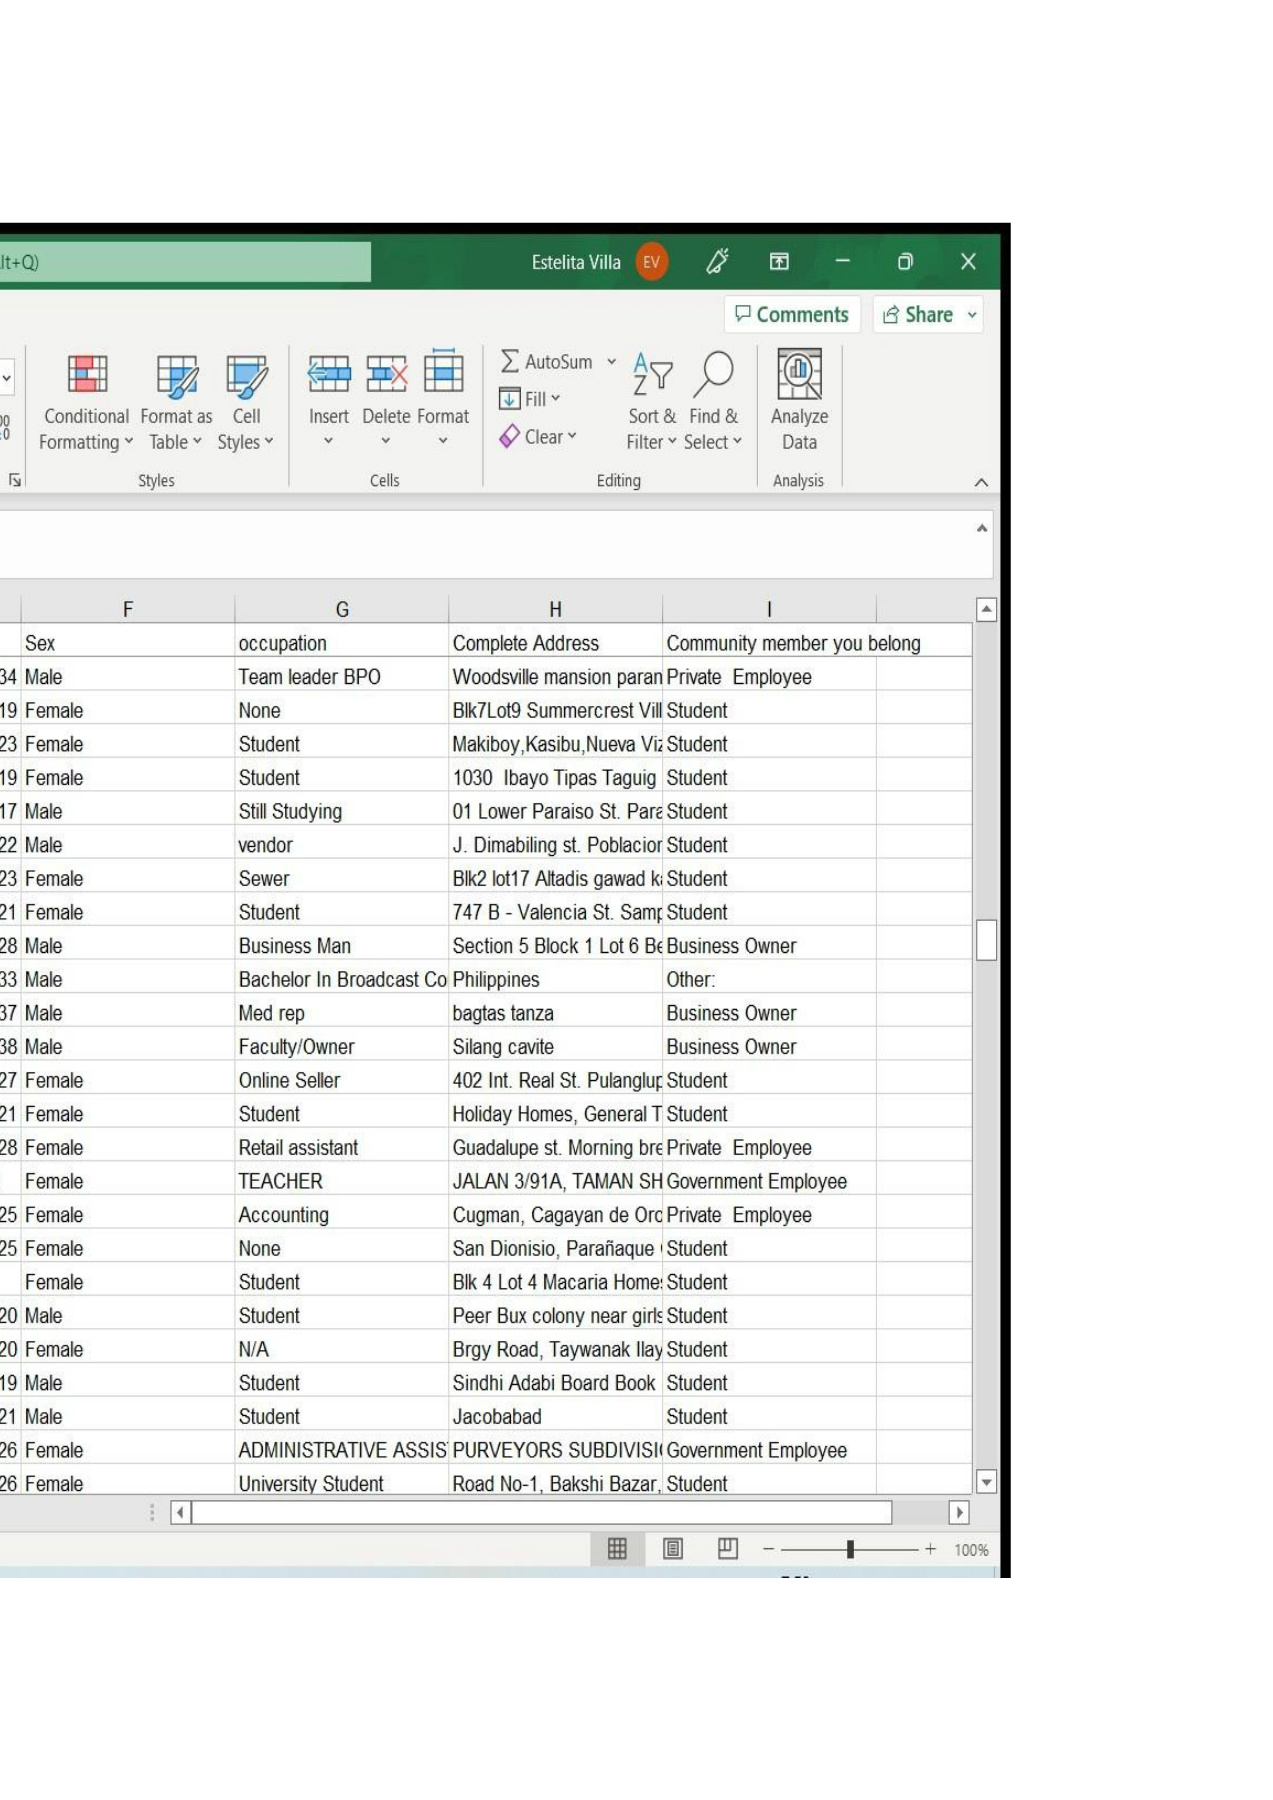 lt+Q)
Estelita Villa EV
Comments Share
Conditional Formatting Format as Table Cell Styles
Insert Delete Format
AutoSum
Fill
Clear
Sort & Filter Find & Select
Analyze Data
Styles Cells Editing Analysis
F G H I
Sex occupation Complete Address Community member you belong
34 Male Team leader BPO Woodsville mansion paran Private Employee
19 Female None Blk7Lot9 Summercrest Vill Student
23 Female Student Makiboy,Kasibu,Nueva Viz Student
19 Female Student 1030 Ibayo Tipas Taguig Student
17 Male Still Studying 01 Lower Paraiso St. Para Student
22 Male vendor J. Dimabiling st. Poblacion Student
23 Female Sewer Blk2 lot17 Altadis gawad ka Student
21 Female Student 747 B - Valencia St. Samp Student
28 Male Business Man Section 5 Block 1 Lot 6 Be Business Owner
33 Male Bachelor In Broadcast Co Philippines Other:
37 Male Med rep bagtas tanza Business Owner
38 Male Faculty/Owner Silang cavite Business Owner
27 Female Online Seller 402 Int. Real St. Pulanglup Student
21 Female Student Holiday Homes, General T Student
28 Female Retail assistant Guadalupe st. Morning bre Private Employee
Female TEACHER JALAN 3/91A, TAMAN SH Government Employee
25 Female Accounting Cugman, Cagayan de Oro Private Employee
25 Female None San Dionisio, Parañaque Student
Female Student Blk 4 Lot 4 Macaria Homes Student
20 Male Student Peer Bux colony near girls Student
20 Female N/A Brgy Road, Taywanak Ilay Student
19 Male Student Sindhi Adabi Board Book Student
21 Male Student Jacobabad Student
26 Female ADMINISTRATIVE ASSIS PURVEYORS SUBDIVISI Government Employee
26 Female University Student Road No-1, Bakshi Bazar, Student
100%